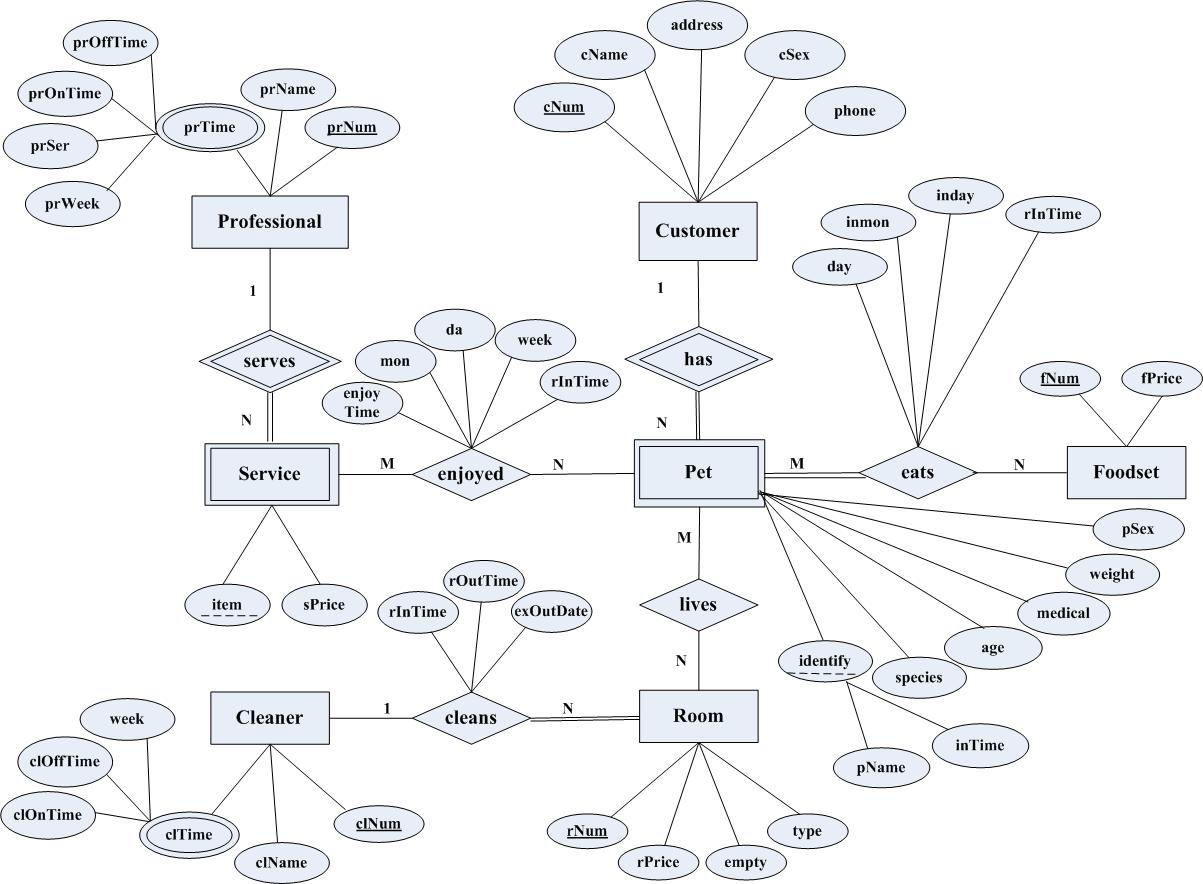 prOffTime
prOnTime
prSer
prWeek
prTime
prName
prNum
Professional
1
serves
N
Service
item
sPrice
cNum
cName
address
cSex
phone
Customer
1
has
N
Pet
enjoy
Time
mon
da
week
rInTime
M
enjoyed
N
day
inmon
inday
rInTime
M
eats
N
fNum
fPrice
Foodset
pSex
weight
medical
age
species
identify
pName
inTime
M
lives
N
rInTime
rOutTime
exOutDate
Cleaner
1
cleans
N
Room
week
clOffTime
clOnTime
clTime
clName
clNum
rNum
rPrice
empty
type